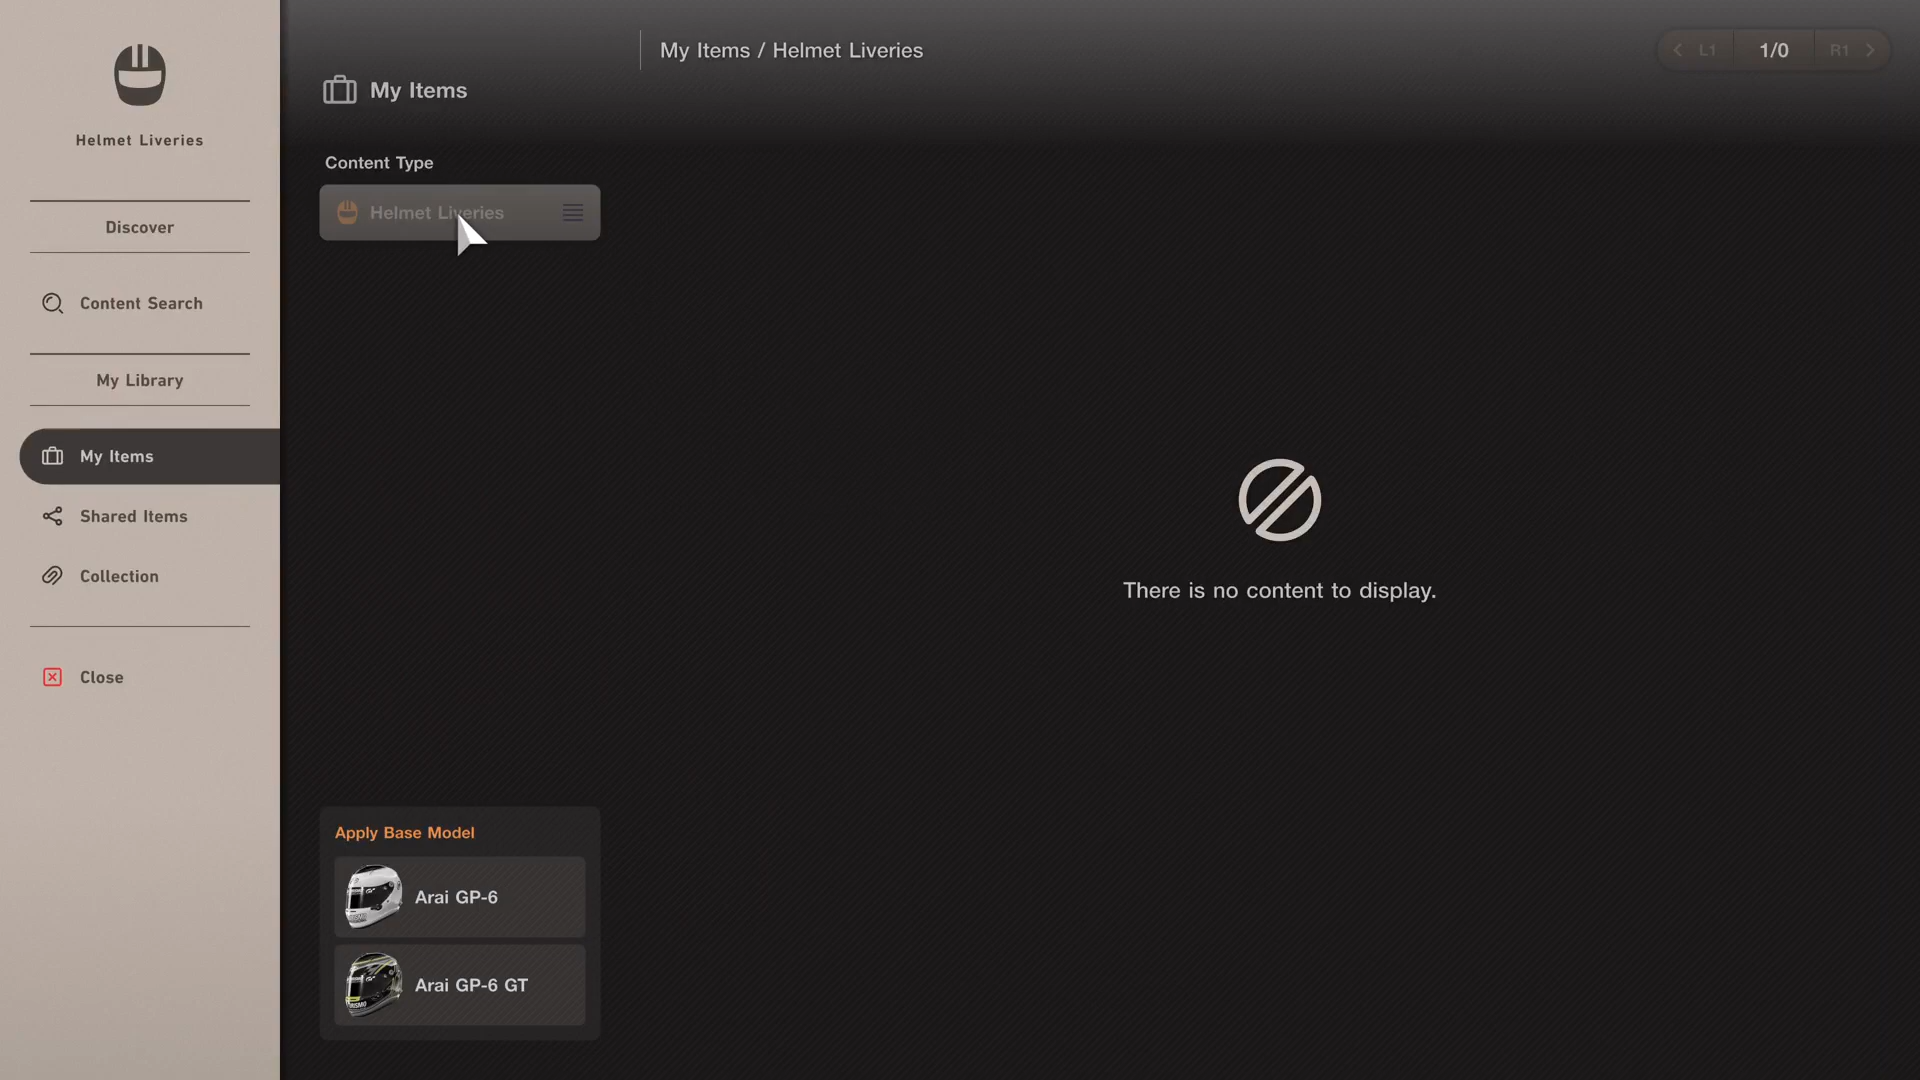 Helmet Liveries
Discover
Content Search
My Library
My Items
Shared Items
Collection
Close
My Items / Helmet Liveries
L1
1/0
R1
My Items
Content Type
Helmet Liveries
There is no content to display.
Apply Base Model
Arai GP-6
Arai GP-6 GT